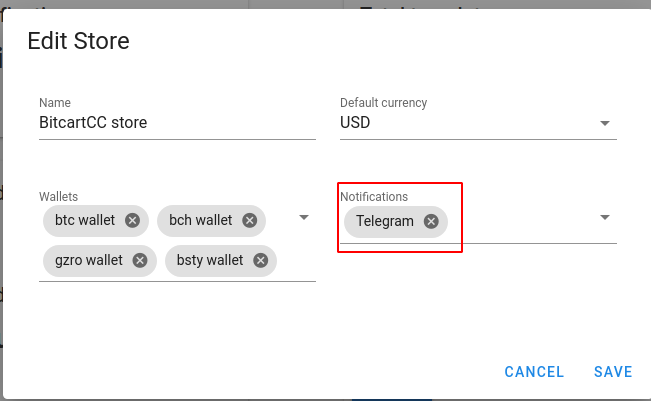 Edit Store
Name
BitcartCC store
Default currency
USD
Wallets
btc wallet
bch wallet
gzro wallet
bsty wallet
Notifications
Telegram
CANCEL
SAVE